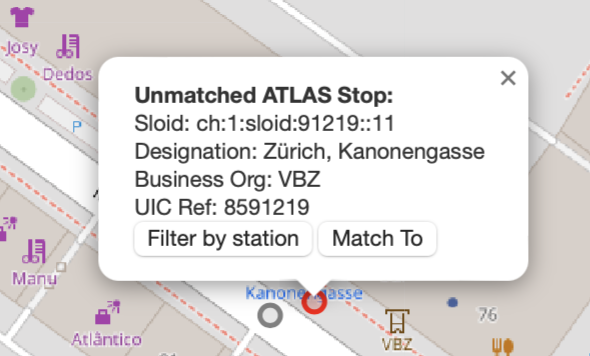 Josy
Dedos
P
×
Unmatched ATLAS Stop:
Sloid: ch:1:sloid:91219::11
Designation: Zürich, Kanonengasse
Business Org: VBZ
UIC Ref: 8591219
Filter by station
Match To
Manu
Kanonengasse
Atlântico
VBZ
76